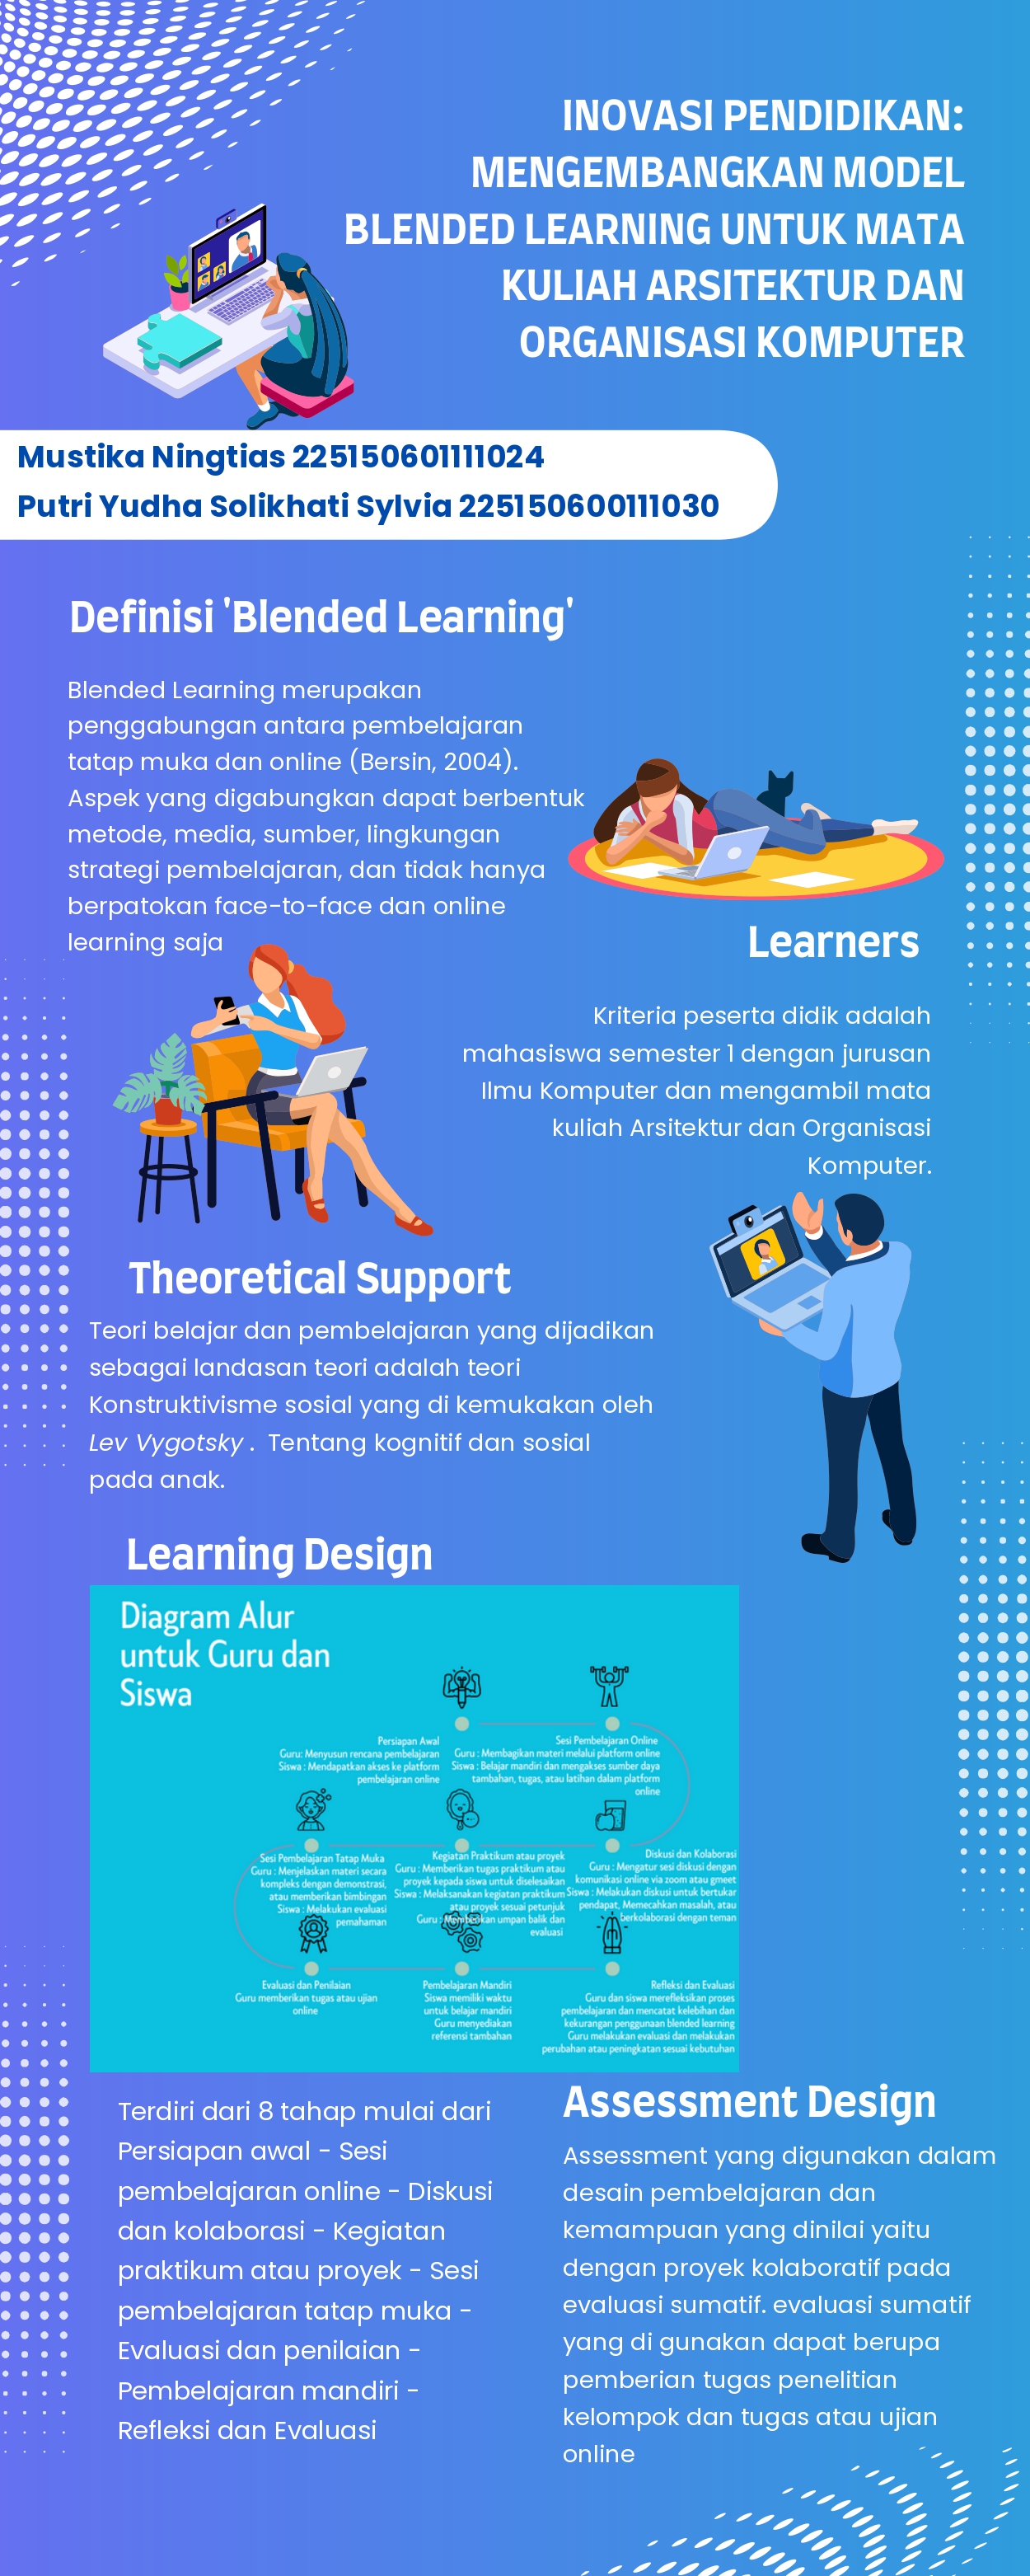 INOVASI PENDIDIKAN:
MENGEMBANGKAN MODEL
BLENDED LEARNING UNTUK MATA
KULIAH ARSITEKTUR DAN
ORGANISASI KOMPUTER
Mustika Ningtias 225150601111024
Putri Yudha Solikhati Sylvia 225150600111030
Definisi 'Blended Learning'
Blended Learning merupakan
penggabungan antara pembelajaran
tatap muka dan online (Bersin, 2004).
Aspek yang digabungkan dapat berbentuk
metode, media, sumber, lingkungan
strategi pembelajaran, dan tidak hanya
berpatokan face-to-face dan online
learning saja
Learners
Kriteria peserta didik adalah
mahasiswa semester 1 dengan jurusan
Ilmu Komputer dan mengambil mata
kuliah Arsitektur dan Organisasi
Komputer.
Theoretical Support
Teori belajar dan pembelajaran yang dijadikan
sebagai landasan teori adalah teori
Konstruktivisme sosial yang di kemukakan oleh
Lev Vygotsky . Tentang kognitif dan sosial
pada anak.
Learning Design
Diagram Alur
untuk Guru dan
Siswa
Persiapan Awal
Guru: Menyusun rencana pembelajaran
Siswa : Mendapatkan akses ke platform
pembelajaran online
Sesi Pembelajaran Online
Guru : Membagikan materi melalui platform online
Siswa : Belajar mandiri dan mengakses sumber daya
tambahan, tugas, atau latihan dalam platform
online
Sesi Pembelajaran Tatap Muka
Guru : Menjelaskan materi secara
kompleks dengan demonstrasi,
atau memberikan bimbingan
Siswa : Melakukan evaluasi
pemahaman
Kegiatan Praktikum atau proyek
Guru : Memberikan tugas praktikum atau
proyek kepada siswa untuk diselesaikan
Siswa : Melaksanakan kegiatan praktikum
atau proyek sesuai petunjuk
Guru : Memberikan umpan balik dan
evaluasi
Diskusi dan Kolaborasi
Guru : Mengatur sesi diskusi dengan
komunikasi online via zoom atau gmeet
Siswa : Melakukan diskusi untuk bertukar
pendapat, Memecahkan masalah, atau
berkolaborasi dengan teman
Evaluasi dan Penilaian
Guru memberikan tugas atau ujian
online
Pembelajaran Mandiri
Siswa memiliki waktu
untuk belajar mandiri
Guru menyediakan
referensi tambahan
Refleksi dan Evaluasi
Guru dan siswa merefleksikan proses
pembelajaran dan mencatat kelebihan dan
kekurangan penggunaan blended learning
Guru melakukan evaluasi dan melakukan
perubahan atau peningkatan sesuai kebutuhan
Terdiri dari 8 tahap mulai dari
Persiapan awal - Sesi
pembelajaran online - Diskusi
dan kolaborasi - Kegiatan
praktikum atau proyek - Sesi
pembelajaran tatap muka -
Evaluasi dan penilaian -
Pembelajaran mandiri -
Refleksi dan Evaluasi
Assessment Design
Assessment yang digunakan dalam
desain pembelajaran dan
kemampuan yang dinilai yaitu
dengan proyek kolaboratif pada
evaluasi sumatif. evaluasi sumatif
yang di gunakan dapat berupa
pemberian tugas penelitian
kelompok dan tugas atau ujian
online